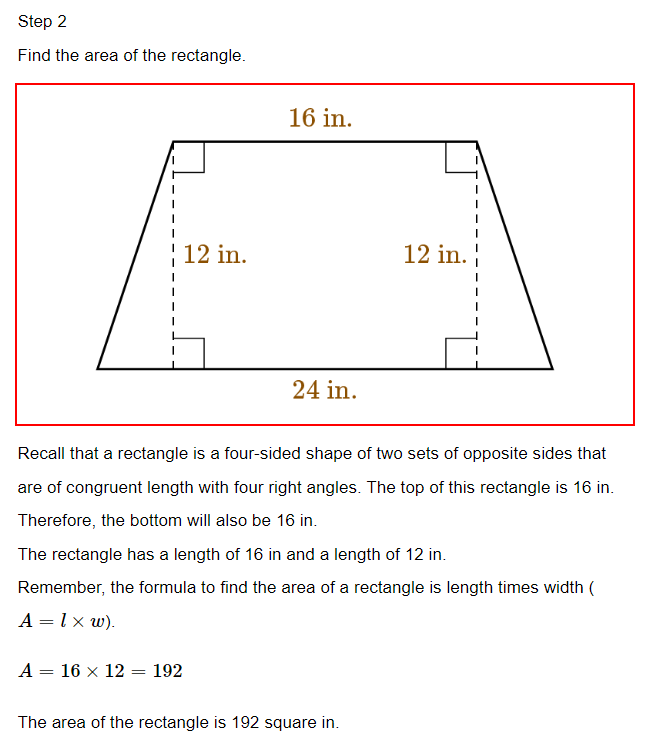 Step 2
Find the area of the rectangle.
16 in.
12 in. 12 in.
24 in.
Recall that a rectangle is a four-sided shape of two sets of opposite sides that
are of congruent length with four right angles. The top of this rectangle is 16 in.
Therefore, the bottom will also be 16 in.
The rectangle has a length of 16 in and a length of 12 in.
Remember, the formula to find the area of a rectangle is length times width (
A = l × w).
A = 16 × 12 = 192
The area of the rectangle is 192 square in.